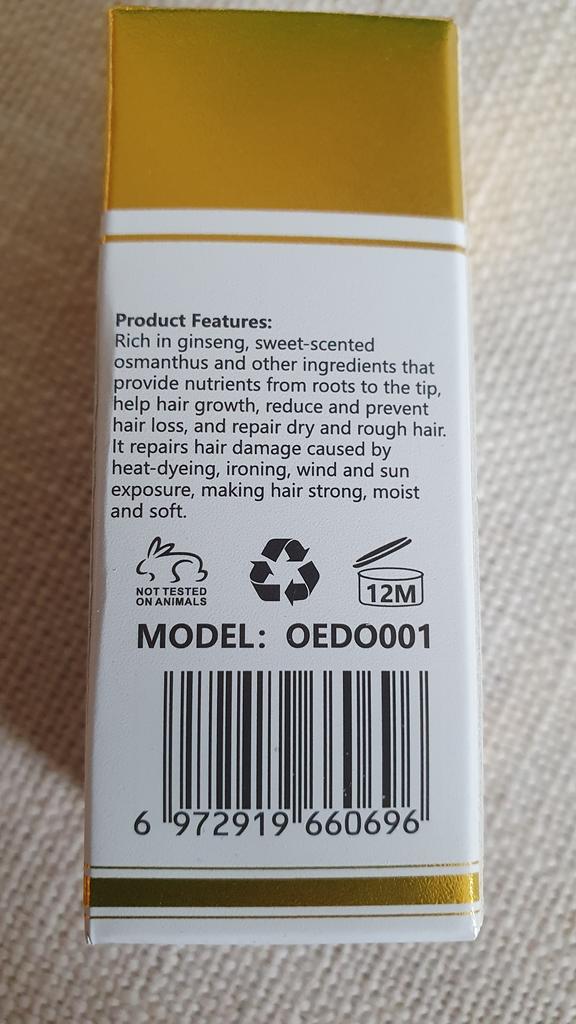 Product Features:
Rich in ginseng, sweet-scented
osmanthus and other ingredients that
provide nutrients from roots to the tip,
help hair growth, reduce and prevent
hair loss, and repair dry and rough hair.
It repairs hair damage caused by
heat-dyeing, ironing, wind and sun
exposure, making hair strong, moist
and soft.
NOT TESTED
ON ANIMALS
12M
MODEL: OEDO001
6 972919 660696